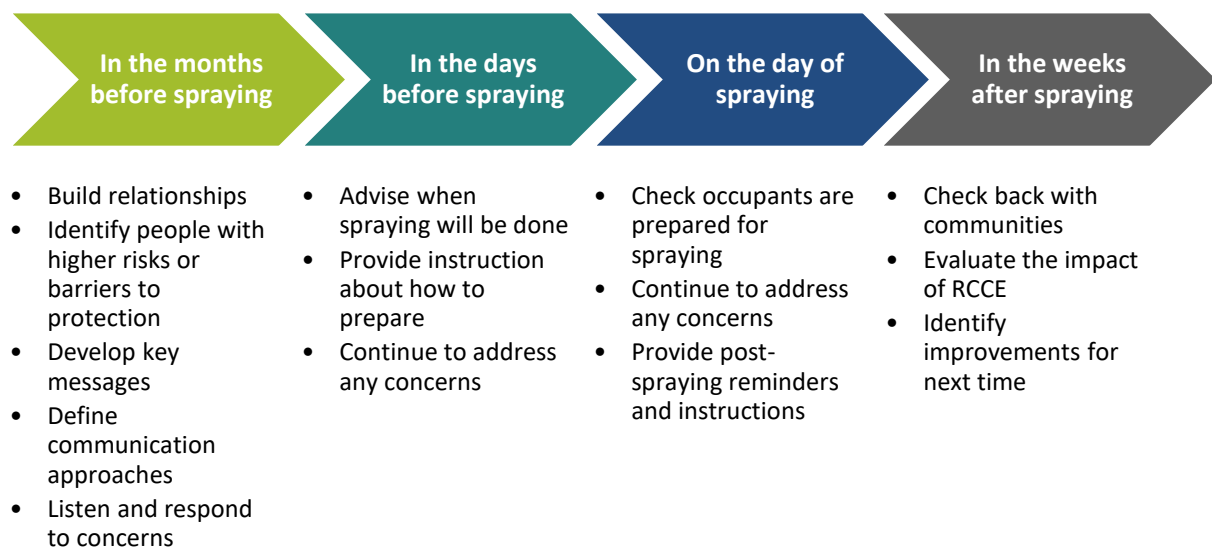 In the months
before spraying
In the days
before spraying
On the day of
spraying
In the weeks
after spraying
• Build relationships
• Identify people with
higher risks or
barriers to
protection
• Develop key
messages
• Define
communication
approaches
• Listen and respond
to concerns
• Advise when
spraying will be done
• Provide instruction
about how to
prepare
• Continue to address
any concerns
• Check occupants are
prepared for
spraying
• Continue to address
any concerns
• Provide post-
spraying reminders
and instructions
• Check back with
communities
• Evaluate the impact
of RCCE
• Identify
improvements for
next time